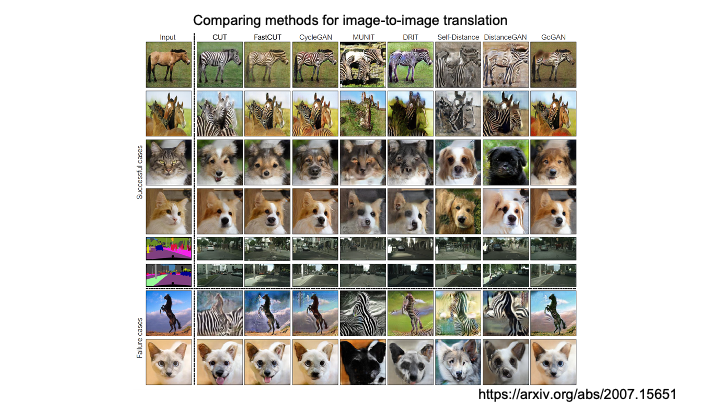 Comparing methods for image-to-image translation
Input CUT FastCUT CycleGAN MUNIT DRIT Self-Distance DistanceGAN GcGAN
Successful cases
Failure cases
https://arxiv.org/abs/2007.15651